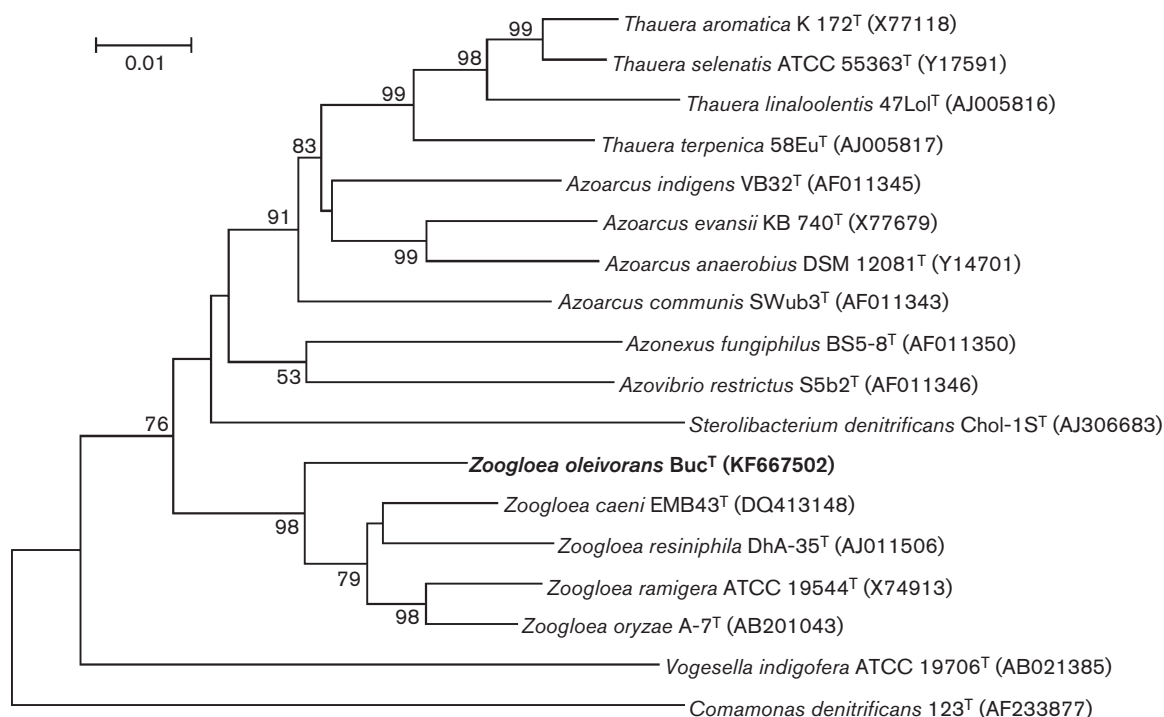 99
Thauera aromatica K 172ᵀ (X77118)
0.01
98
Thauera selenatis ATCC 55363ᵀ (Y17591)
99
Thauera linaloolentis 47Lolᵀ (AJ005816)
83
Thauera terpenica 58Euᵀ (AJ005817)
Azoarcus indigens VB32ᵀ (AF011345)
91
Azoarcus evansii KB 740ᵀ (X77679)
99
Azoarcus anaerobius DSM 12081ᵀ (Y14701)
Azoarcus communis SWub3ᵀ (AF011343)
Azonexus fungiphilus BS5-8ᵀ (AF011350)
53
Azovibrio restrictus S5b2ᵀ (AF011346)
76
Sterolibacterium denitrificans Chol-1Sᵀ (AJ306683)
Zoogloea oleivorans Bucᵀ (KF667502)
98
Zoogloea caeni EMB43ᵀ (DQ413148)
Zoogloea resiniphila DhA-35ᵀ (AJ011506)
79
Zoogloea ramigera ATCC 19544ᵀ (X74913)
98
Zoogloea oryzae A-7ᵀ (AB201043)
Vogesella indigofera ATCC 19706ᵀ (AB021385)
Comamonas denitrificans 123ᵀ (AF233877)